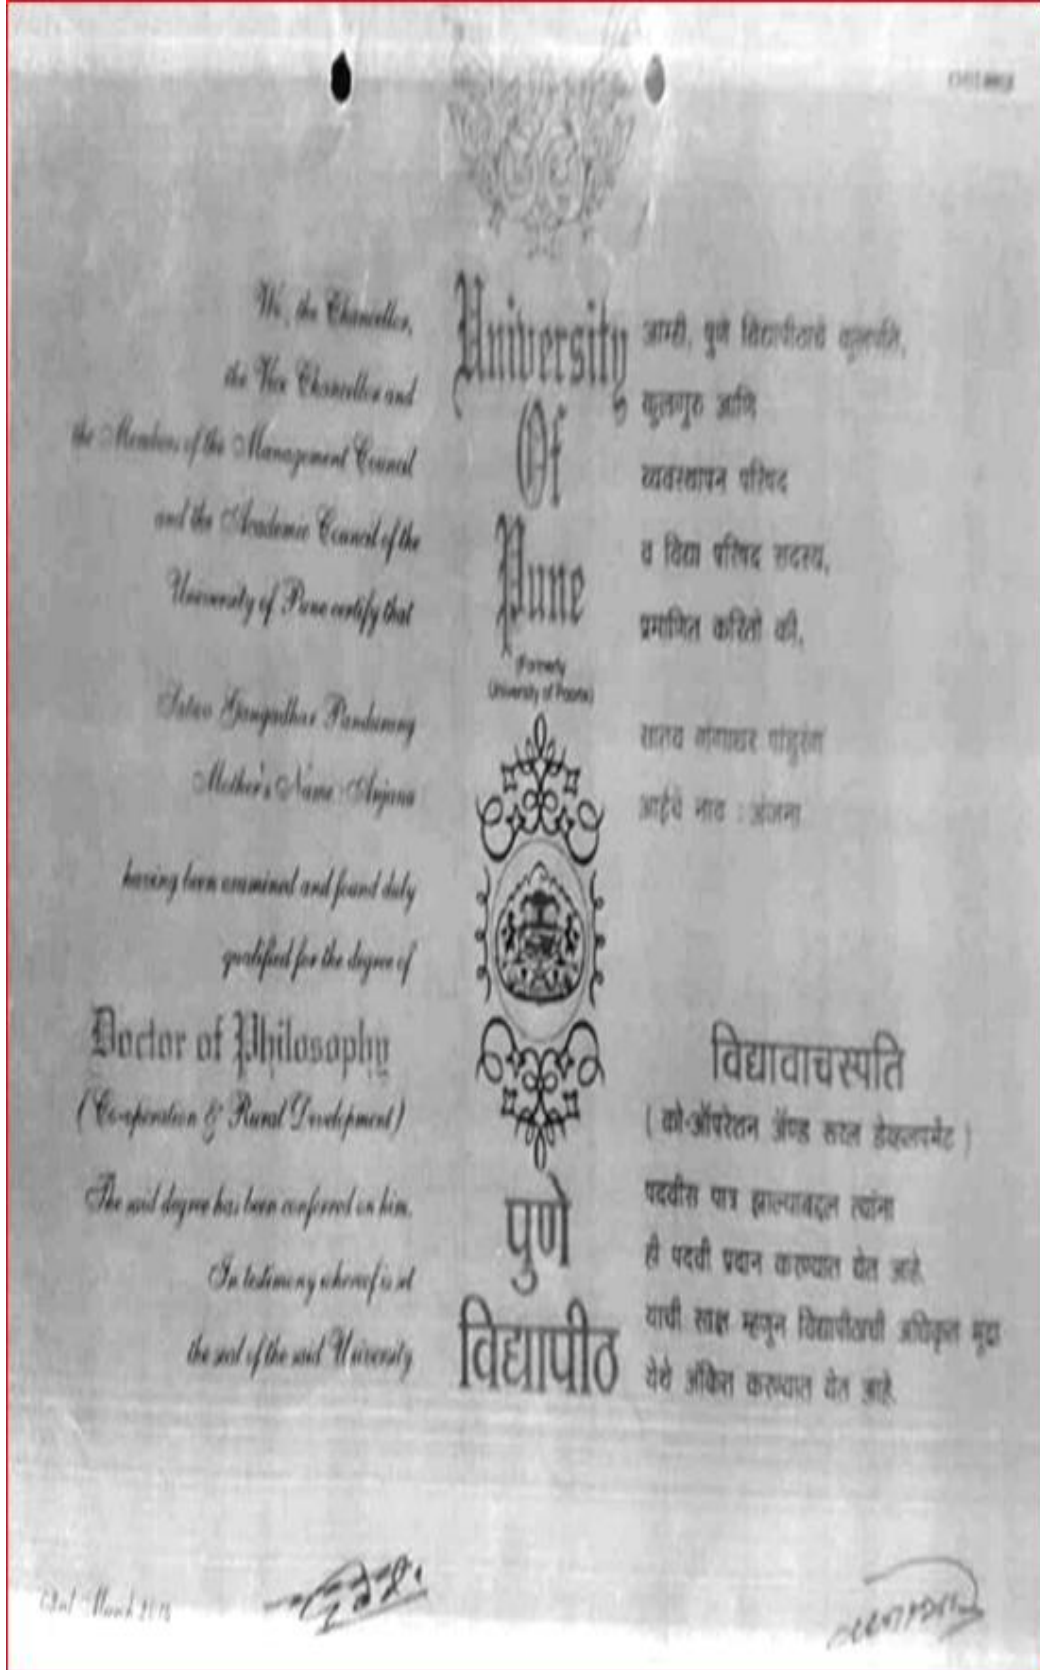 We, the Chancellor,
the Vice Chancellor and
the Members of the Management Council
and the Academic Council of the
University of Pune certify that
Satav Gangadhar Pandurang
Mother's Name : Anjana
having been examined and found duly
qualified for the degree of
Doctor of Philosophy
(Co-operation & Rural Development)
The said degree has been conferred on him.
In testimony whereof is set
the seal of the said University
University
Of
Pune
(Formerly
University of Poona)
पुणे
विद्यापीठ
आम्ही, पुणे विद्यापीठाचे कुलपति,
कुलगुरु आणि
व्यवस्थापन परिषद
व विद्या परिषद सदस्य,
प्रमाणित करितो की,
सातव गंगाधर पांडुरंग
आईचे नाव : अंजना
विद्यावाचस्पति
( को-ऑपरेशन ॲण्ड रूरल डेव्हलपमेंट )
पदवीस पात्र झाल्याबद्दल त्यांना
ही पदवी प्रदान करण्यात येत आहे.
याची साक्ष म्हणून विद्यापीठाची अधिकृत मुद्रा
येथे अंकित करण्यात येत आहे.
March